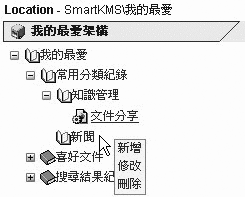 Location - SmartKMS\我的最愛
我的最愛架構
我的最愛
常用分類紀錄
知識管理
文件分享
新聞
新增
喜好文件
修改
搜尋結果紀
刪除